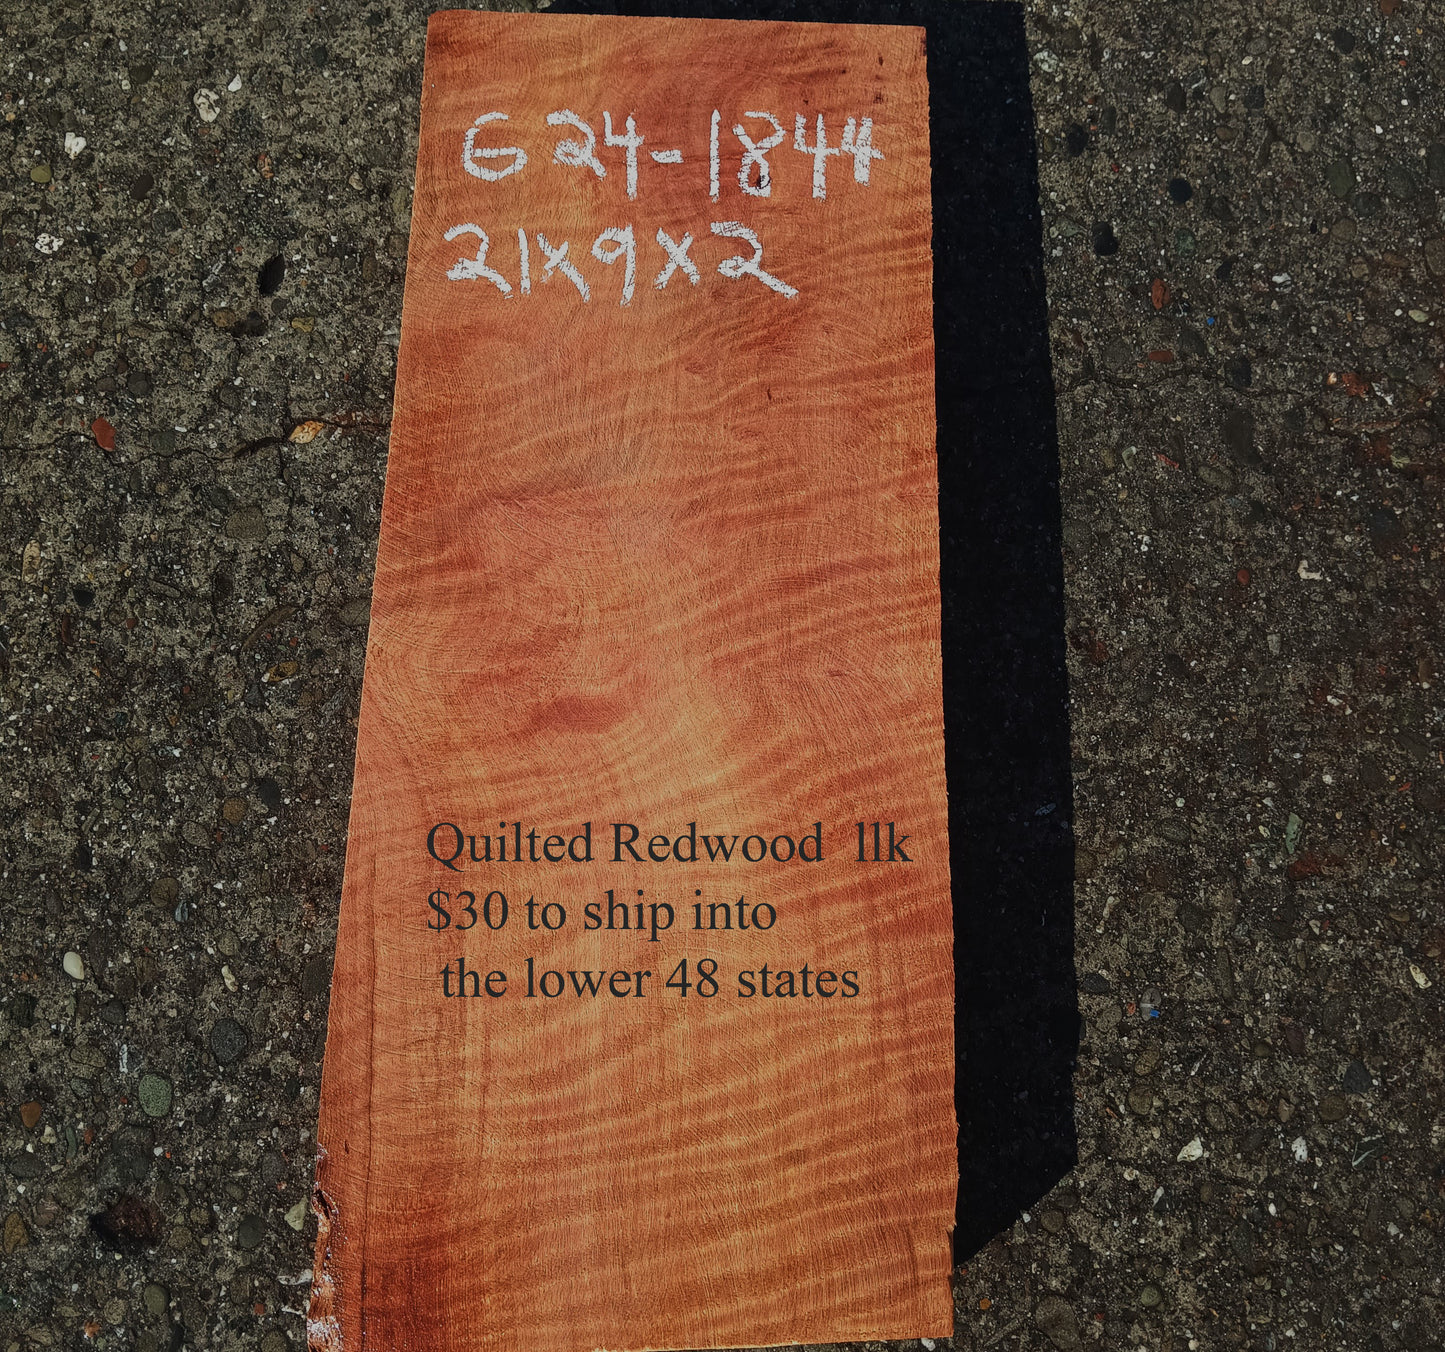 G24-1844
21x9x2
Quilted Redwood llk
$30 to ship into
the lower 48 states